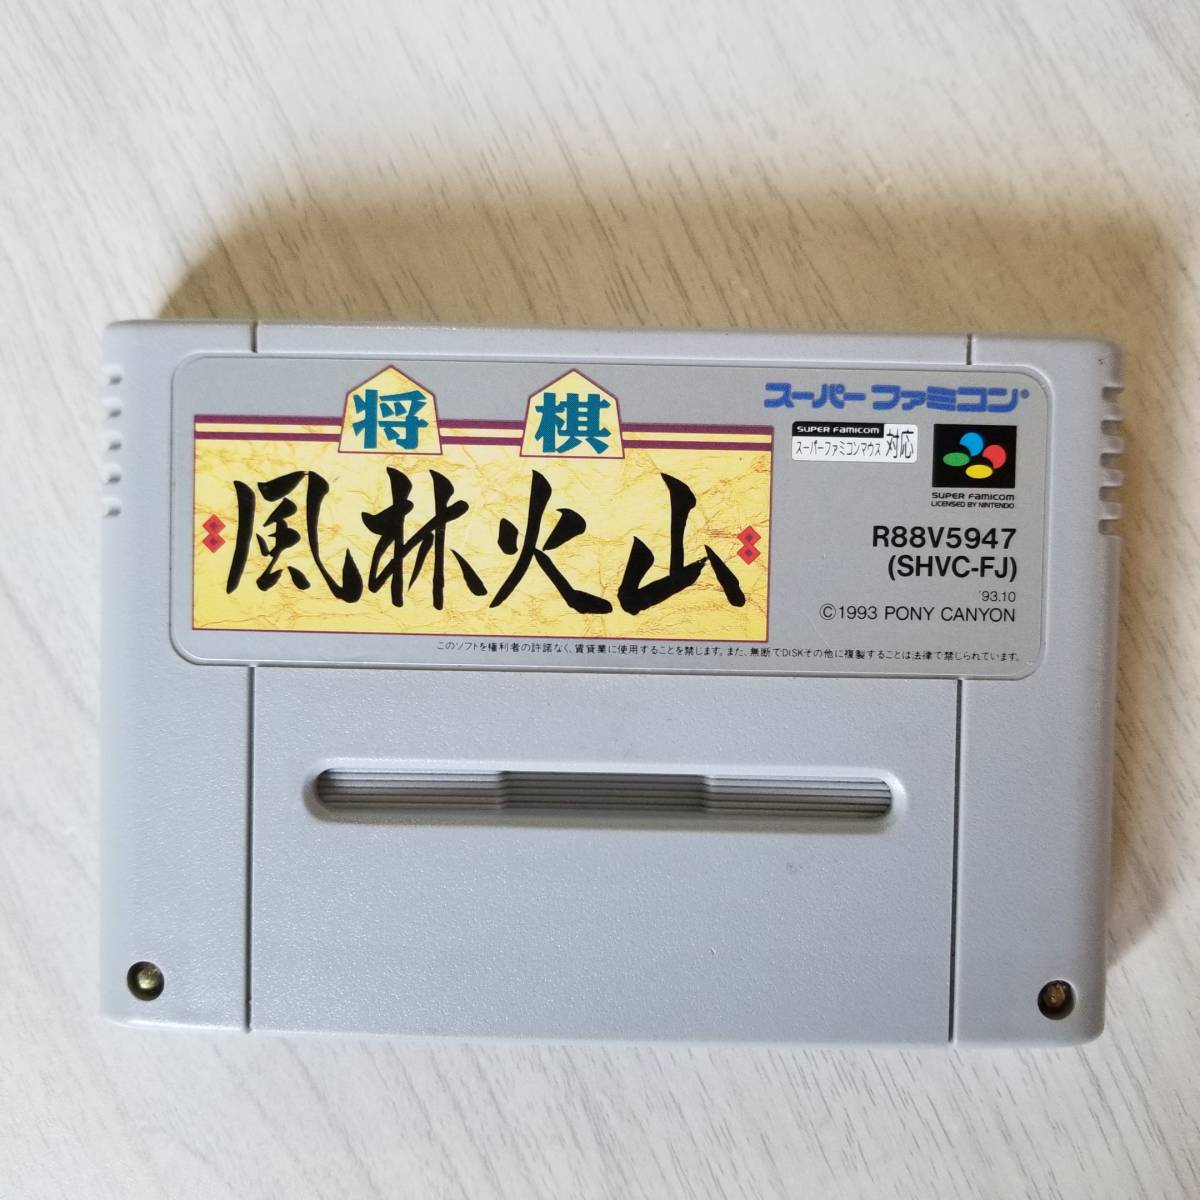 将棋
風林火山
スーパーファミコン®
SUPER FAMICOM
スーパーファミコンマウス 対応
SUPER FAMICOM
LICENSED BY NINTENDO
R88V5947
(SHVC-FJ)
'93.10
©1993 PONY CANYON
このソフトを権利者の許諾なく、賃貸業に使用することを禁じます。また、無断でDISKその他に複製することは法律で禁じられています。